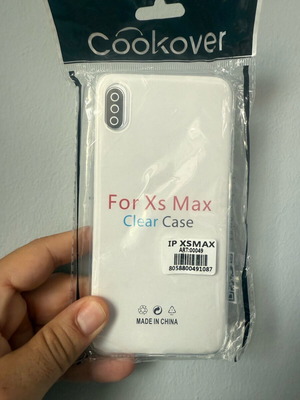 Cookover
For Xs Max
Clear Case
IP XSMAX
ART:00049
8058800491087
MADE IN CHINA